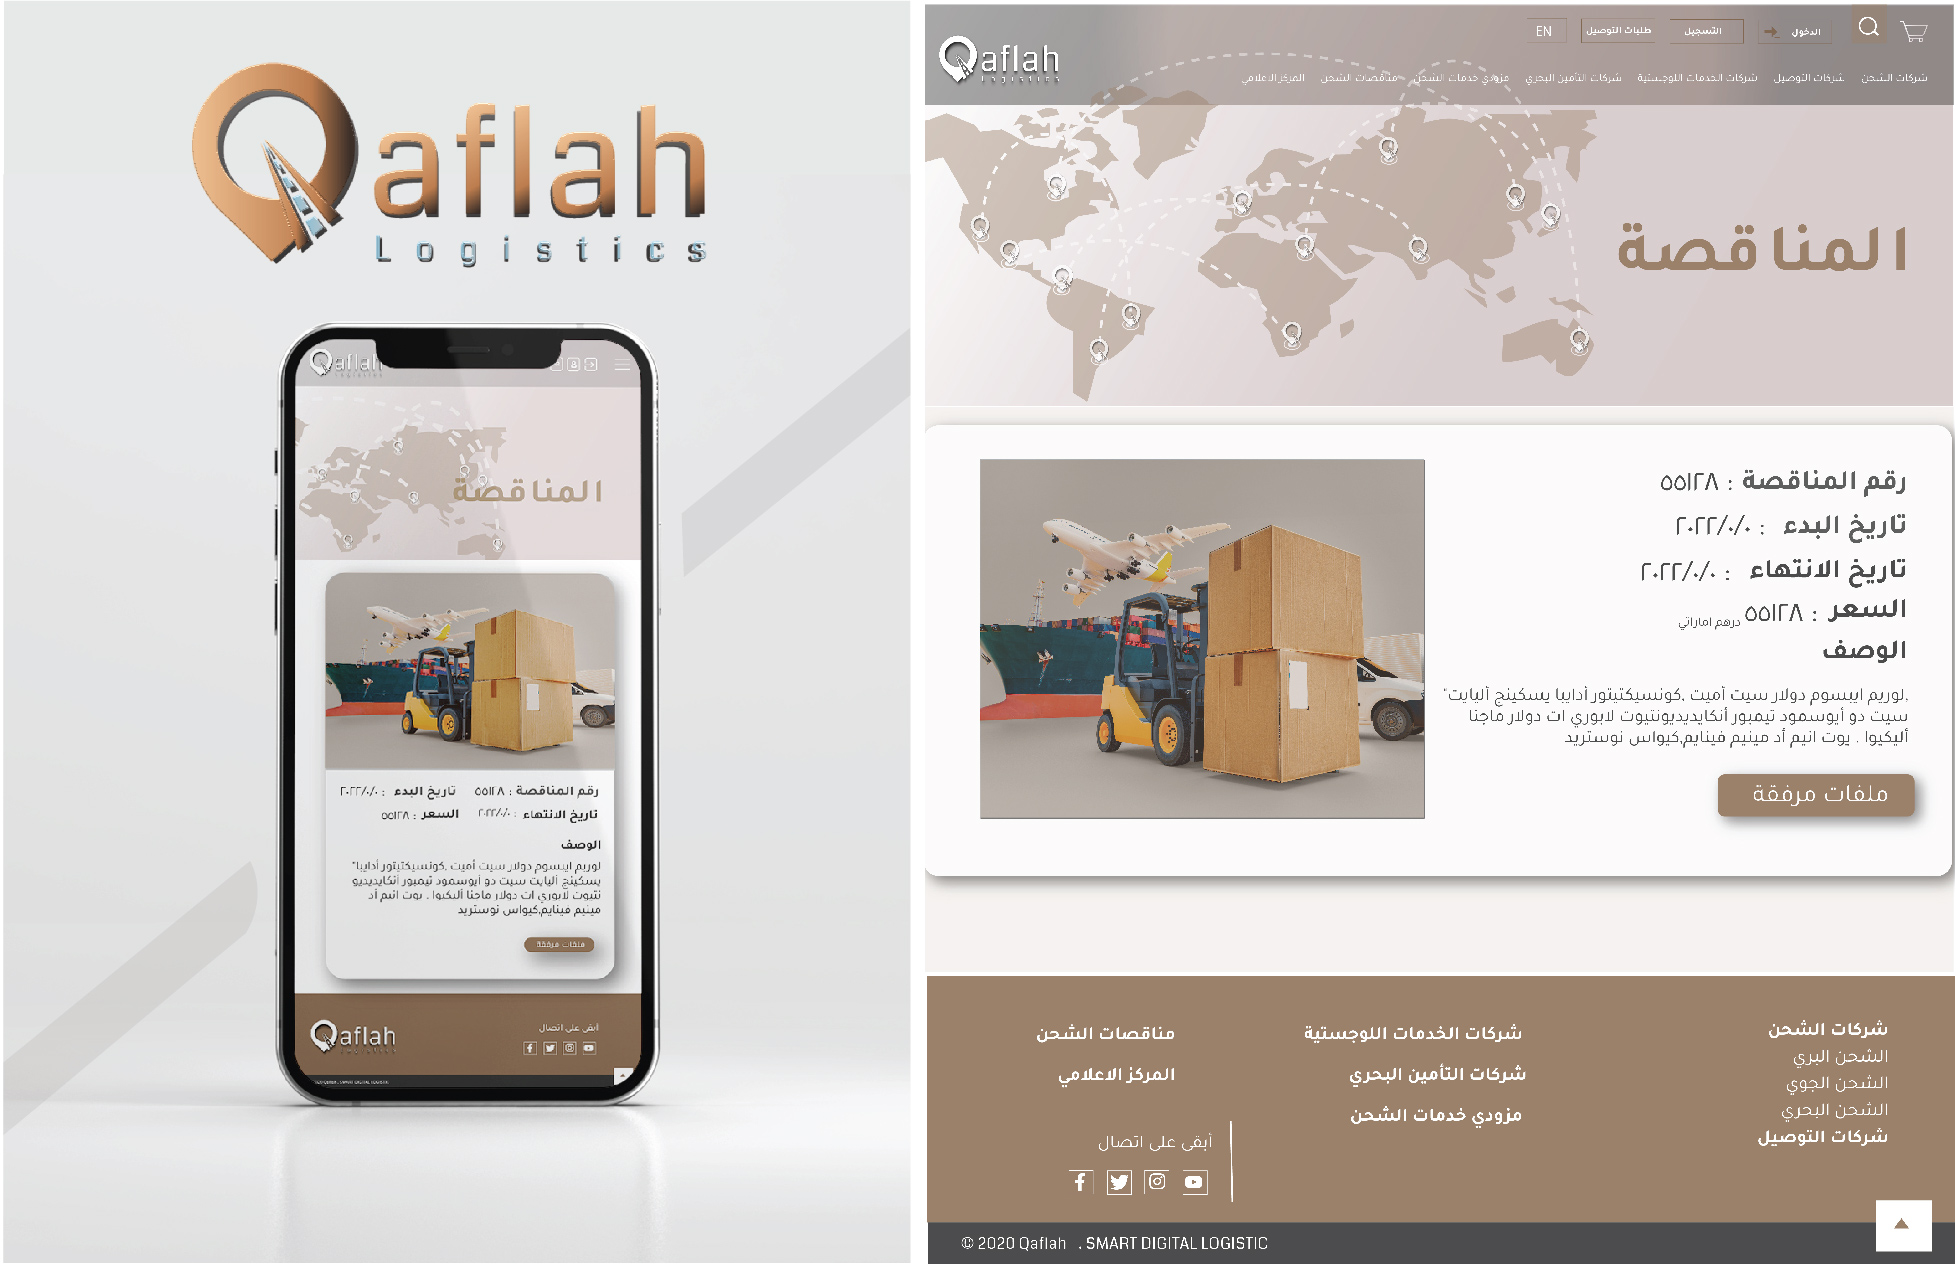 Qaflah
Logistics
Qaflah
المناقصة
رقم المناقصة : ٥٥١٢٨
تاريخ البدء : ٢٠٢٢/٠/٠
تاريخ الانتهاء : ٢٠٢٢/٠/٠
السعر : ٥٥١٢٨
الوصف
لوريم ايبسوم دولار سيت أميت ,كونسيكتيتور أدايبا"
يسكينج أليايت سيت دو أيوسمود تيمبور أنكايديديو
نتيوت لابوري ات دولار ماجنا أليكيوا . يوت انيم أد
مينيم فينايم,كيواس نوستريد
ملفات مرفقة
Qaflah
أبقى على اتصال
Qaflah
Logistics
الدخول
التسجيل
طلبات التوصيل
EN
شركات الشحن
شركات التوصيل
شركات الخدمات اللوجستية
شركات التأمين البحري
مزودي خدمات الشحن
مناقصات الشحن
المركز الاعلامي
المناقصة
رقم المناقصة : ٥٥١٢٨
تاريخ البدء : ٢٠٢٢/٠/٠
تاريخ الانتهاء : ٢٠٢٢/٠/٠
السعر : ٥٥١٢٨ درهم اماراتي
الوصف
,لوريم ايبسوم دولار سيت أميت ,كونسيكتيتور أدايبا يسكينج أليايت"
سيت دو أيوسمود تيمبور أنكايديديونتيوت لابوري ات دولار ماجنا
أليكيوا . يوت انيم أد مينيم فينايم,كيواس نوستريد
ملفات مرفقة
شركات الشحن
الشحن البري
الشحن الجوي
الشحن البحري
شركات التوصيل
شركات الخدمات اللوجستية
شركات التأمين البحري
مزودي خدمات الشحن
مناقصات الشحن
المركز الاعلامي
أبقى على اتصال
© 2020 Qaflah . SMART DIGITAL LOGISTIC